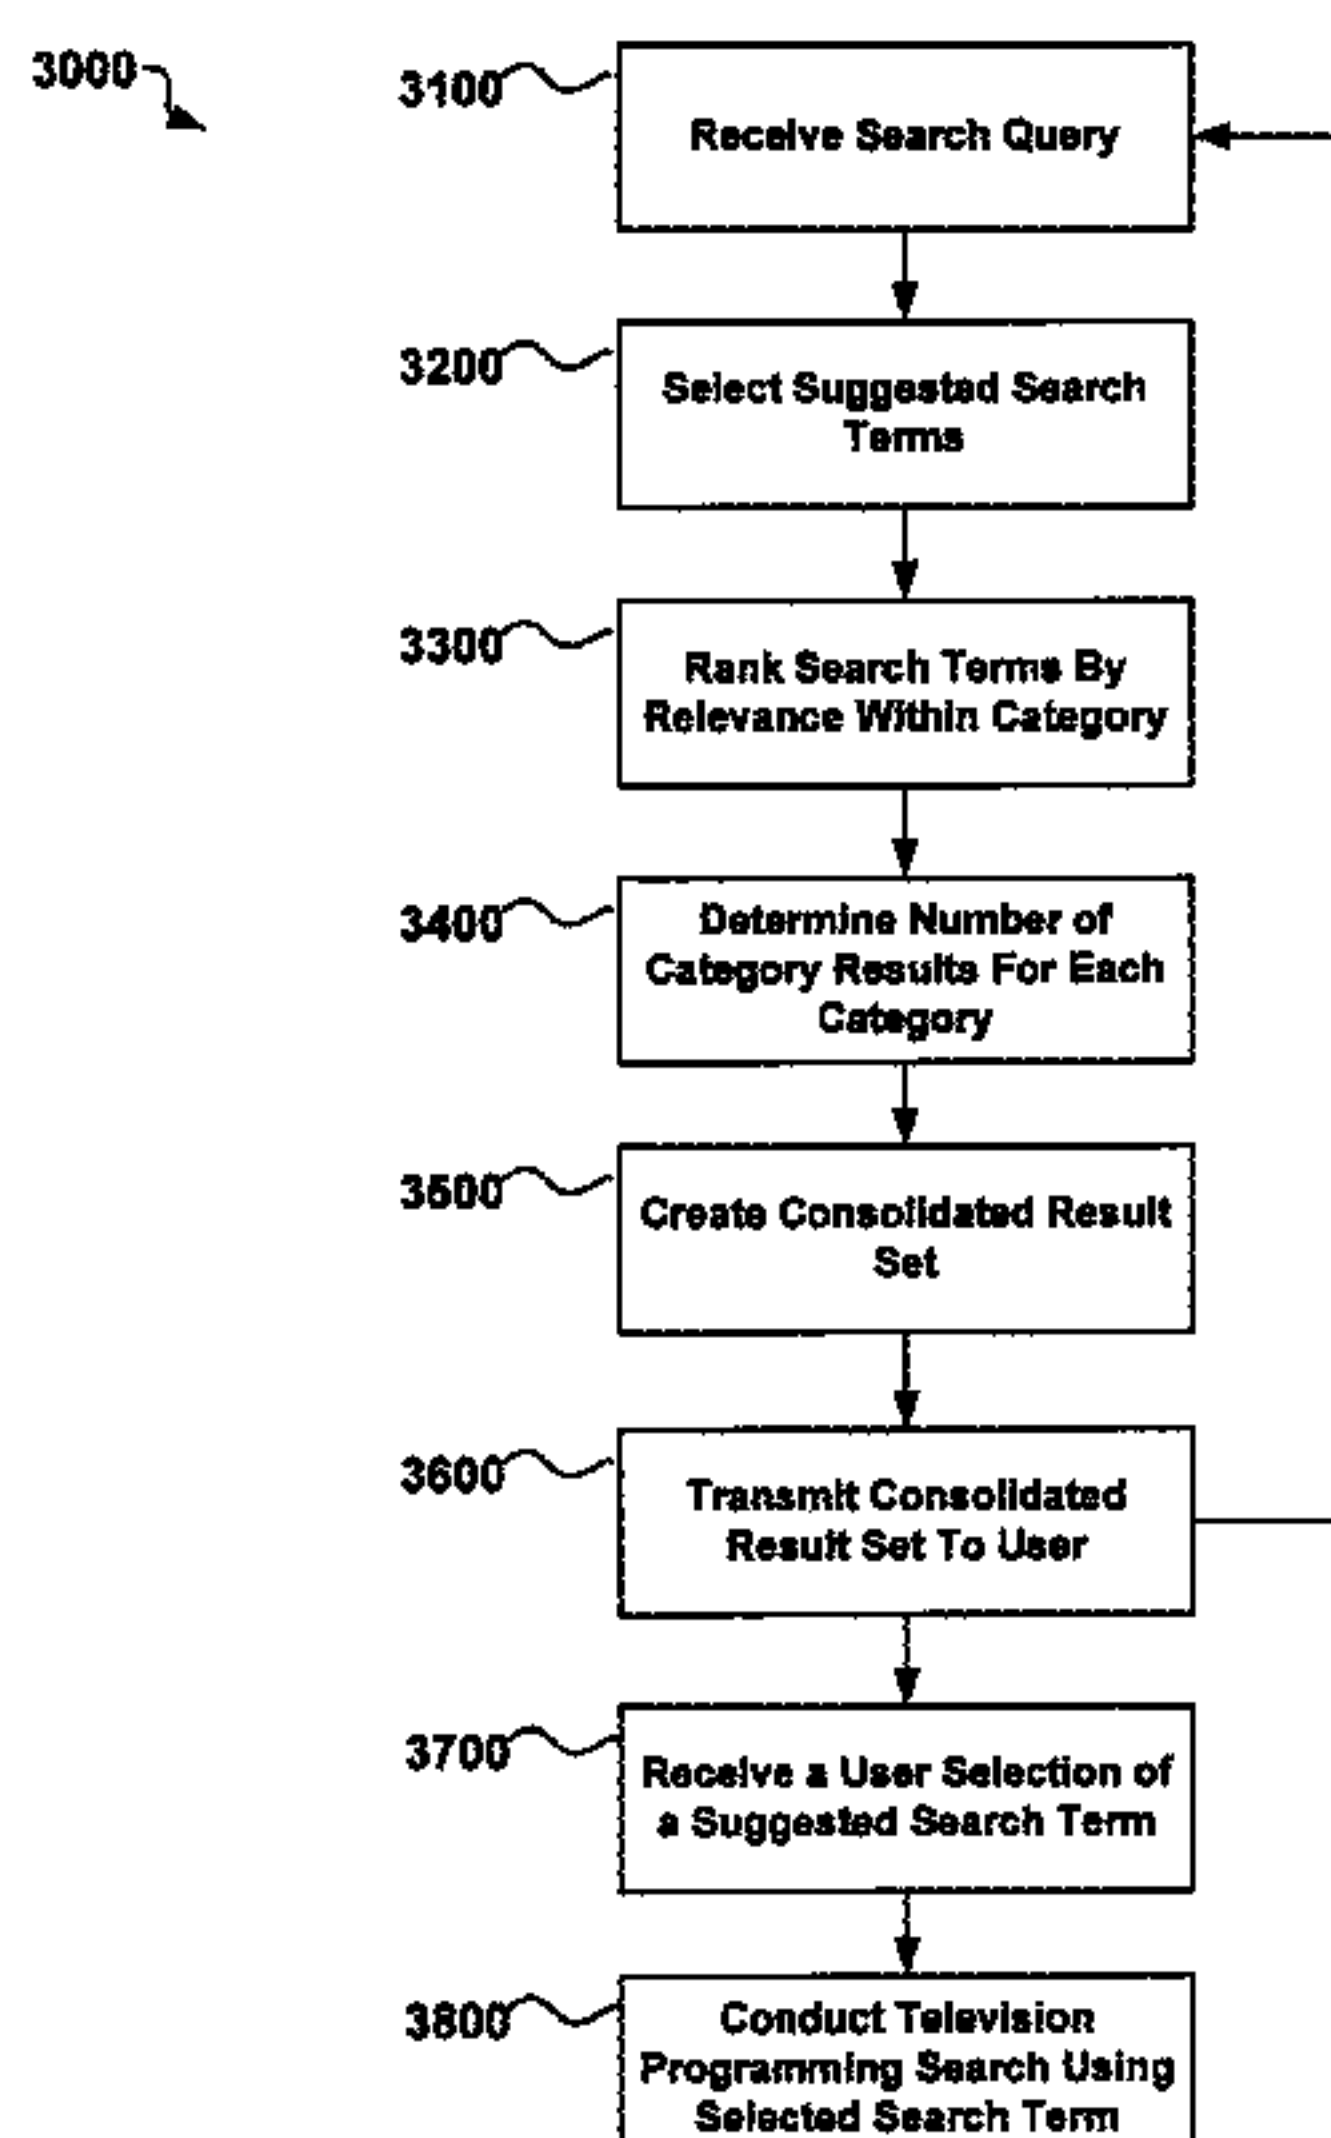 3000
3100
Receive Search Query
3200
Select Suggested Search
Terms
3300
Rank Search Terms By
Relevance Within Category
3400
Determine Number of
Category Results For Each
Category
3500
Create Consolidated Result
Set
3600
Transmit Consolidated
Result Set To User
3700
Receive a User Selection of
a Suggested Search Term
3800
Conduct Television
Programming Search Using
Selected Search Term